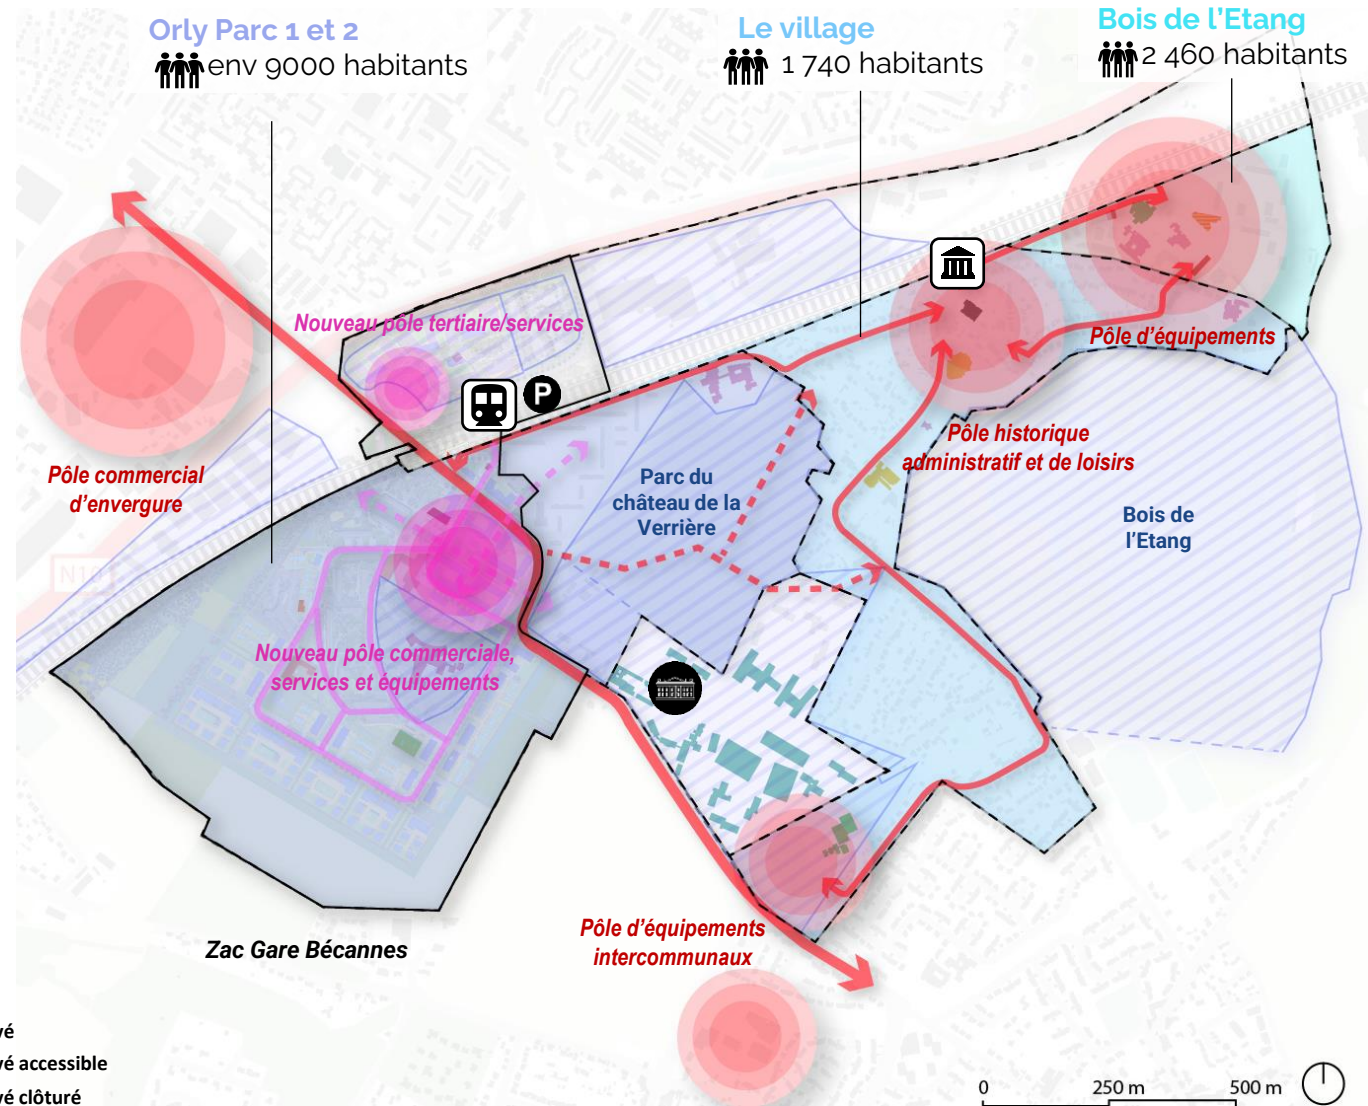 Orly Parc 1 et 2
env 9000 habitants
Le village
1 740 habitants
Bois de l'Etang
2 460 habitants
Nouveau pôle tertiaire/services
P
Pôle d'équipements
Pôle historique
administratif et de loisirs
Pôle commercial
d'envergure
Parc du
château de la
Verrière
Bois de
l'Etang
N10
Nouveau pôle commerciale,
services et équipements
Zac Gare Bécannes
Pôle d'équipements
intercommunaux
vé
vé accessible
vé clôturé
0 250 m 500 m